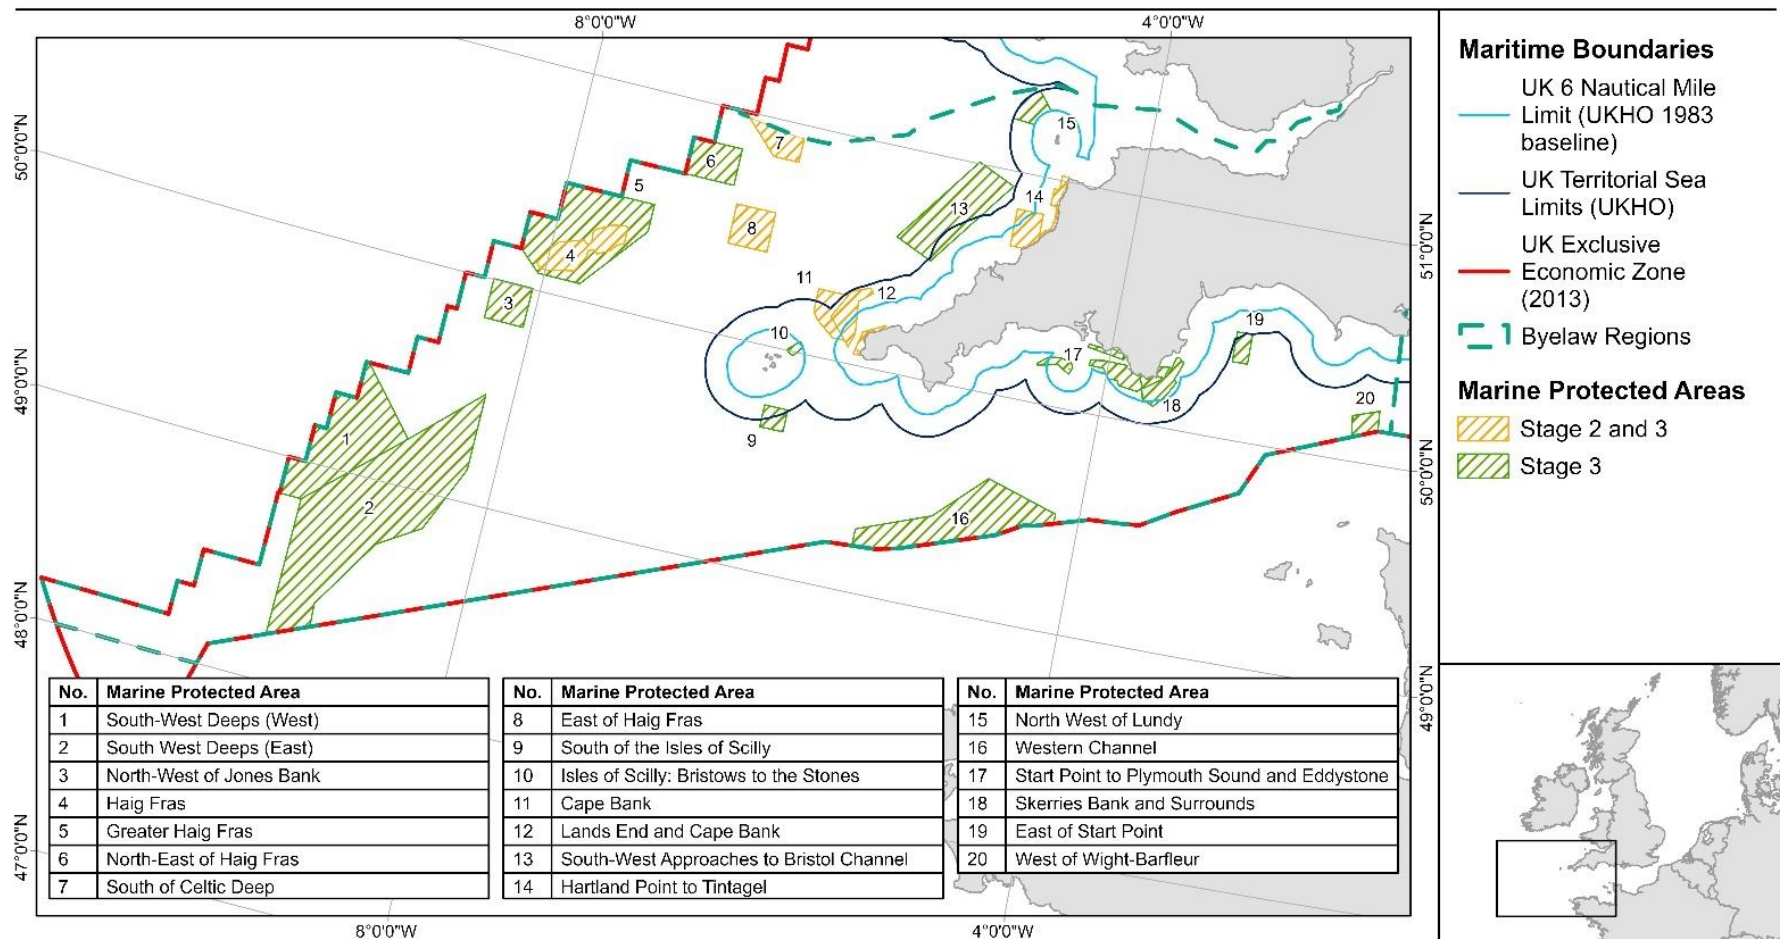 8°0'0"W
4°0'0"W
50°0'0"N
49°0'0"N
48°0'0"N
47°0'0"N
51°0'0"N
50°0'0"N
49°0'0"N
8°0'0"W
4°0'0"W
1
2
3
4
5
6
7
8
9
10
11
12
13
14
15
16
17
18
19
20
No. Marine Protected Area
1 South-West Deeps (West)
2 South West Deeps (East)
3 North-West of Jones Bank
4 Haig Fras
5 Greater Haig Fras
6 North-East of Haig Fras
7 South of Celtic Deep
No. Marine Protected Area
8 East of Haig Fras
9 South of the Isles of Scilly
10 Isles of Scilly: Bristows to the Stones
11 Cape Bank
12 Lands End and Cape Bank
13 South-West Approaches to Bristol Channel
14 Hartland Point to Tintagel
No. Marine Protected Area
15 North West of Lundy
16 Western Channel
17 Start Point to Plymouth Sound and Eddystone
18 Skerries Bank and Surrounds
19 East of Start Point
20 West of Wight-Barfleur
Maritime Boundaries
UK 6 Nautical Mile
Limit (UKHO 1983
baseline)
UK Territorial Sea
Limits (UKHO)
UK Exclusive
Economic Zone
(2013)
Byelaw Regions
Marine Protected Areas
Stage 2 and 3
Stage 3